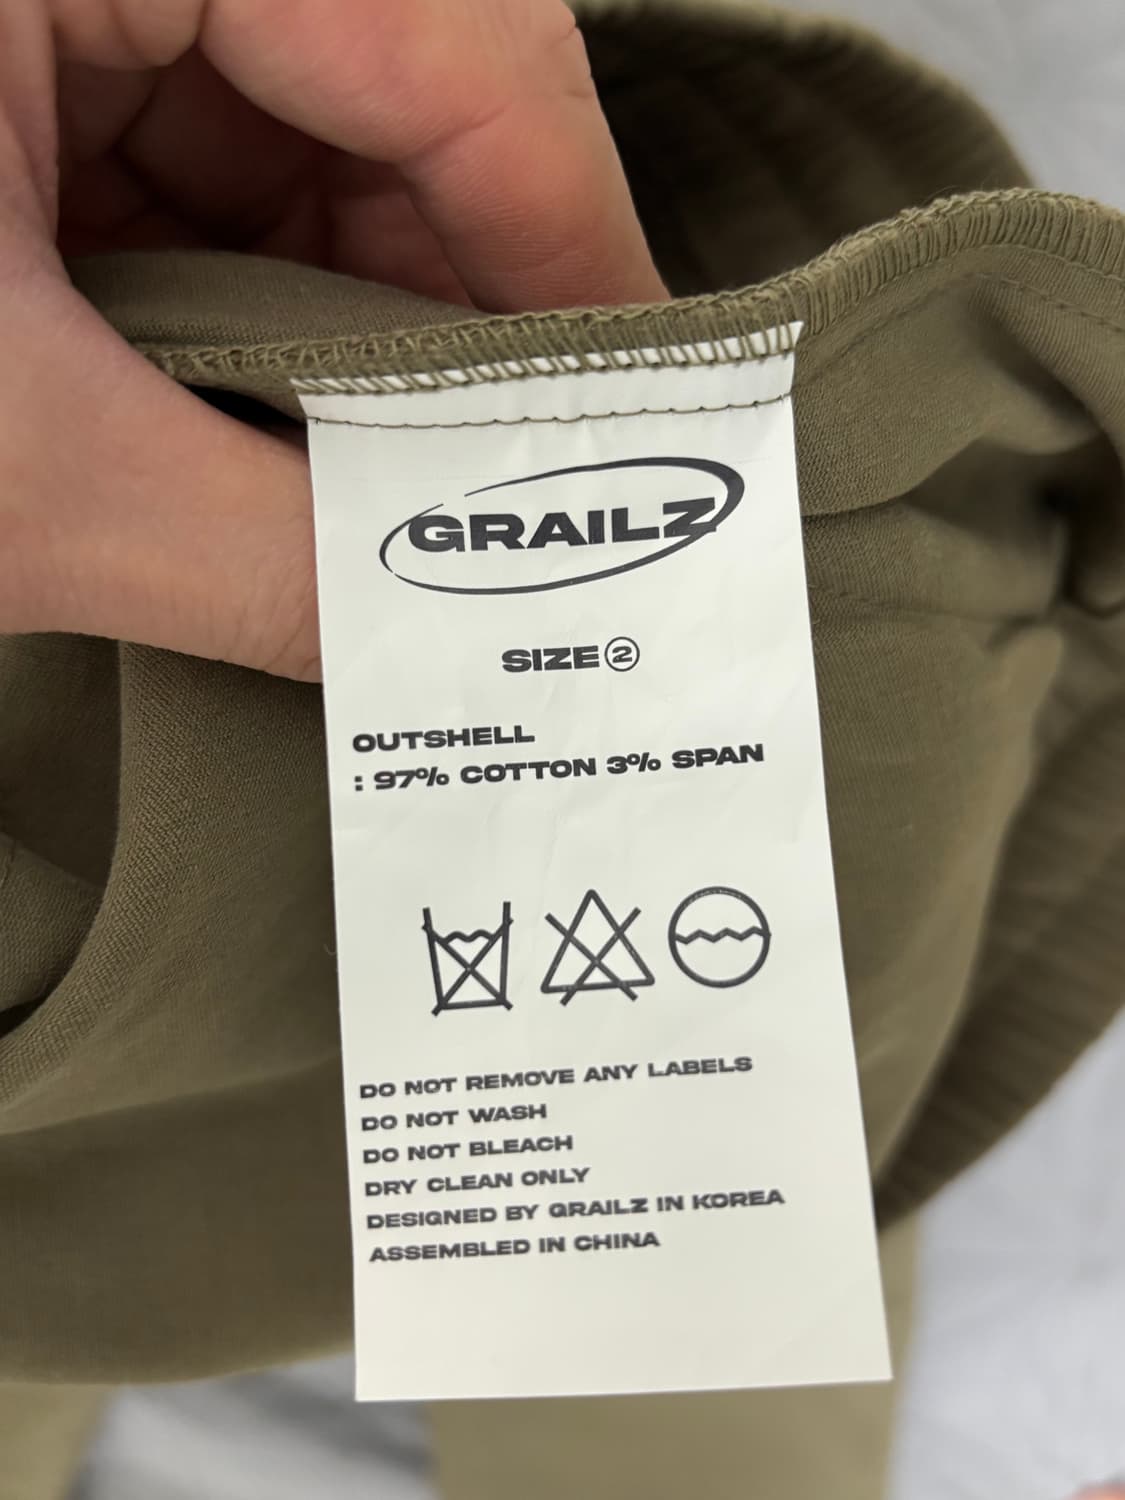 GRAILZ
SIZE②
OUTSHELL
: 97% COTTON 3% SPAN
DO NOT REMOVE ANY LABELS
DO NOT WASH
DO NOT BLEACH
DRY CLEAN ONLY
DESIGNED BY GRAILZ IN KOREA
ASSEMBLED IN CHINA